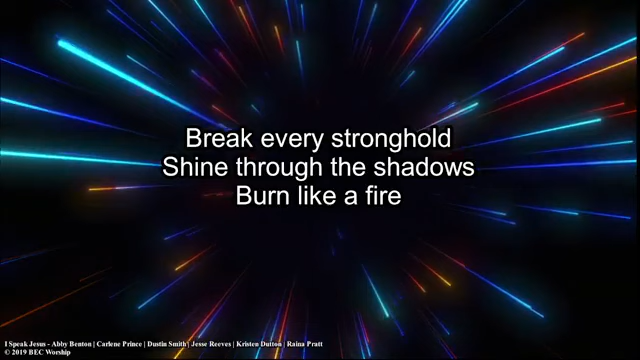 Break every stronghold
Shine through the shadows
Burn like a fire
I Speak Jesus - Abby Benton | Carlene Prince | Dustin Smith | Jesse Reeves | Kristen Dutton | Raina Pratt
© 2019 BEC Worship